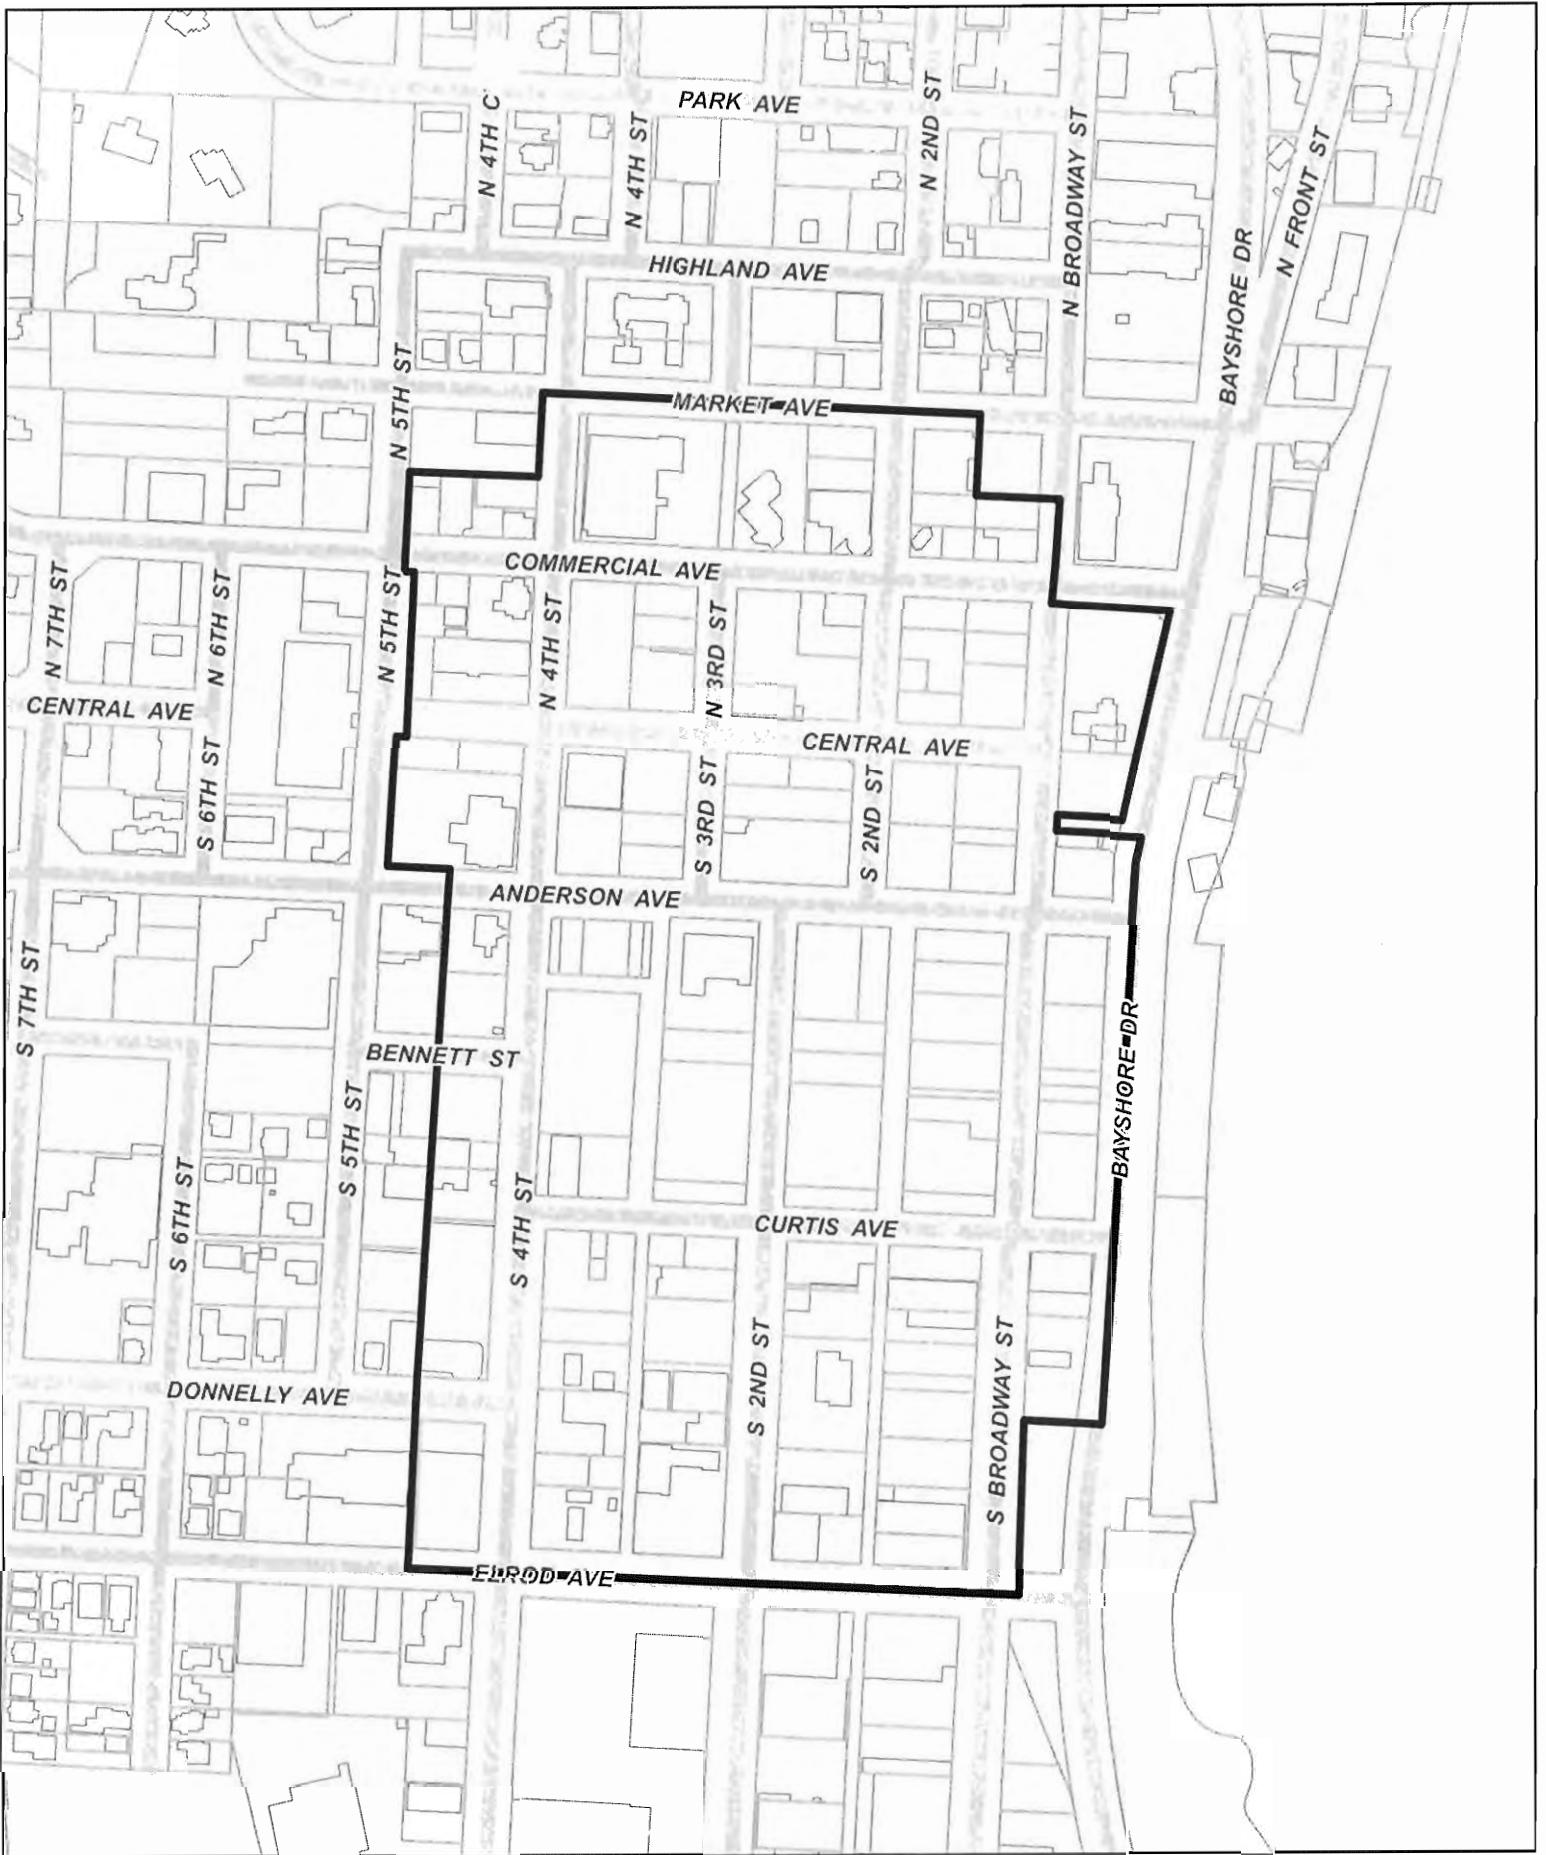 PARK AVE
N 4TH C
N 4TH ST
N 2ND ST
N BROADWAY ST
N FRONT ST
BAYSHORE DR
HIGHLAND AVE
N 5TH ST
MARKET AVE
COMMERCIAL AVE
N 7TH ST
N 6TH ST
N 5TH ST
N 4TH ST
N 3RD ST
CENTRAL AVE
CENTRAL AVE
S 6TH ST
S 3RD ST
S 2ND ST
ANDERSON AVE
S 7TH ST
BENNETT ST
BAYSHORE DR
S 5TH ST
S 6TH ST
S 4TH ST
CURTIS AVE
S 2ND ST
S BROADWAY ST
DONNELLY AVE
ELROD AVE